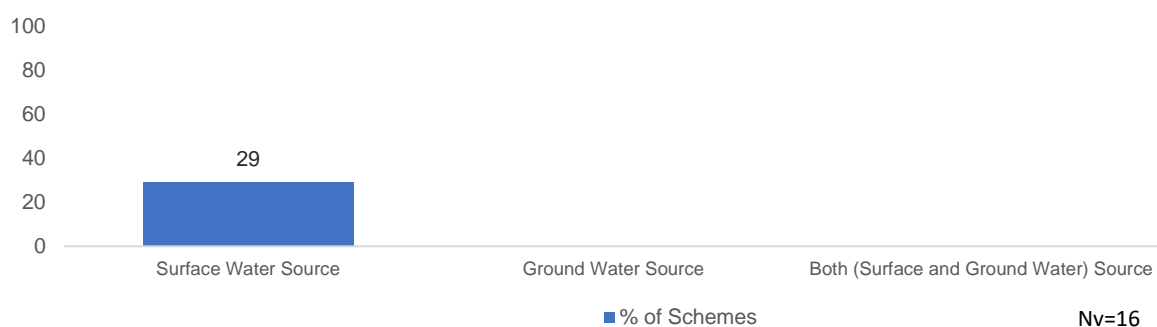 100
80
60
40
20
0
29
Surface Water Source
Ground Water Source
Both (Surface and Ground Water) Source
% of Schemes
Nv=16